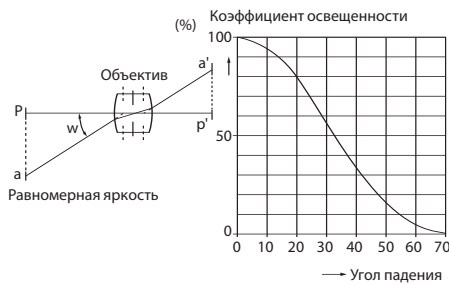 Коэффициент освещенности
(%)
100
50
0
0 10 20 30 40 50 60 70
Угол падения
Объектив
a'
P
w
p'
a
Равномерная яркость